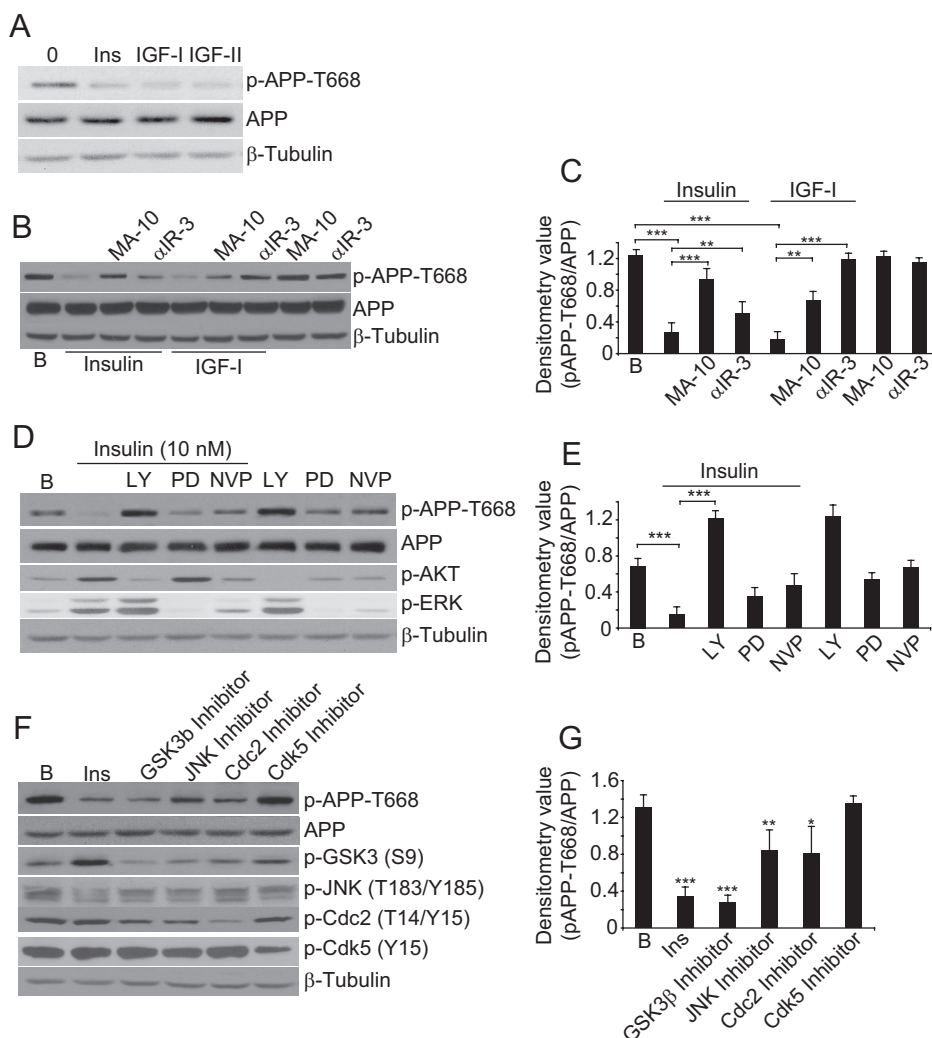 A
0 Ins IGF-I IGF-II
p-APP-T668
APP
β-Tubulin
B
MA-10 αIR-3 MA-10 αIR-3 MA-10 αIR-3
p-APP-T668
APP
β-Tubulin
B Insulin IGF-I
C
Insulin IGF-I
*** *** ** *** *** **
Densitometry value
(pAPP-T668/APP)
1.2
0.8
0.4
0
B MA-10 αIR-3 MA-10 αIR-3 MA-10 αIR-3
D
Insulin (10 nM)
B LY PD NVP LY PD NVP
p-APP-T668
APP
p-AKT
p-ERK
β-Tubulin
E
Insulin
*** ***
Densitometry value
(pAPP-T668/APP)
1.2
0.8
0.4
0
B LY PD NVP LY PD NVP
F
B Ins GSK3b Inhibitor JNK Inhibitor Cdc2 Inhibitor Cdk5 Inhibitor
p-APP-T668
APP
p-GSK3 (S9)
p-JNK (T183/Y185)
p-Cdc2 (T14/Y15)
p-Cdk5 (Y15)
β-Tubulin
G
Densitometry value
(pAPP-T668/APP)
1.6
1.2
0.8
0.4
0
*** *** ** *
B Ins GSK3β Inhibitor JNK Inhibitor Cdc2 Inhibitor Cdk5 Inhibitor